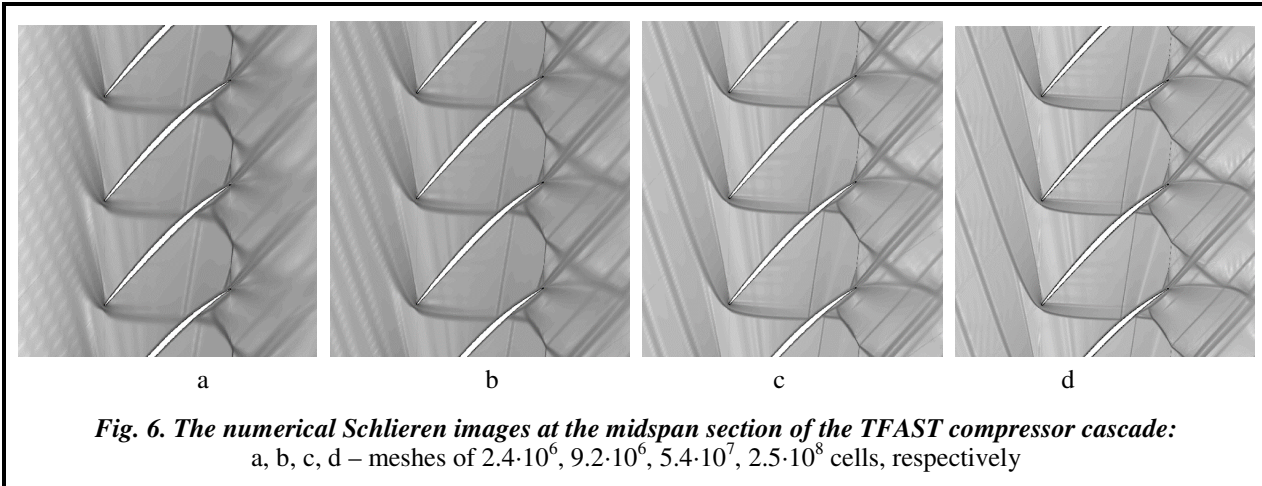 a b c d
Fig. 6. The numerical Schlieren images at the midspan section of the TFAST compressor cascade:
a, b, c, d – meshes of 2.4·10⁶, 9.2·10⁶, 5.4·10⁷, 2.5·10⁸ cells, respectively